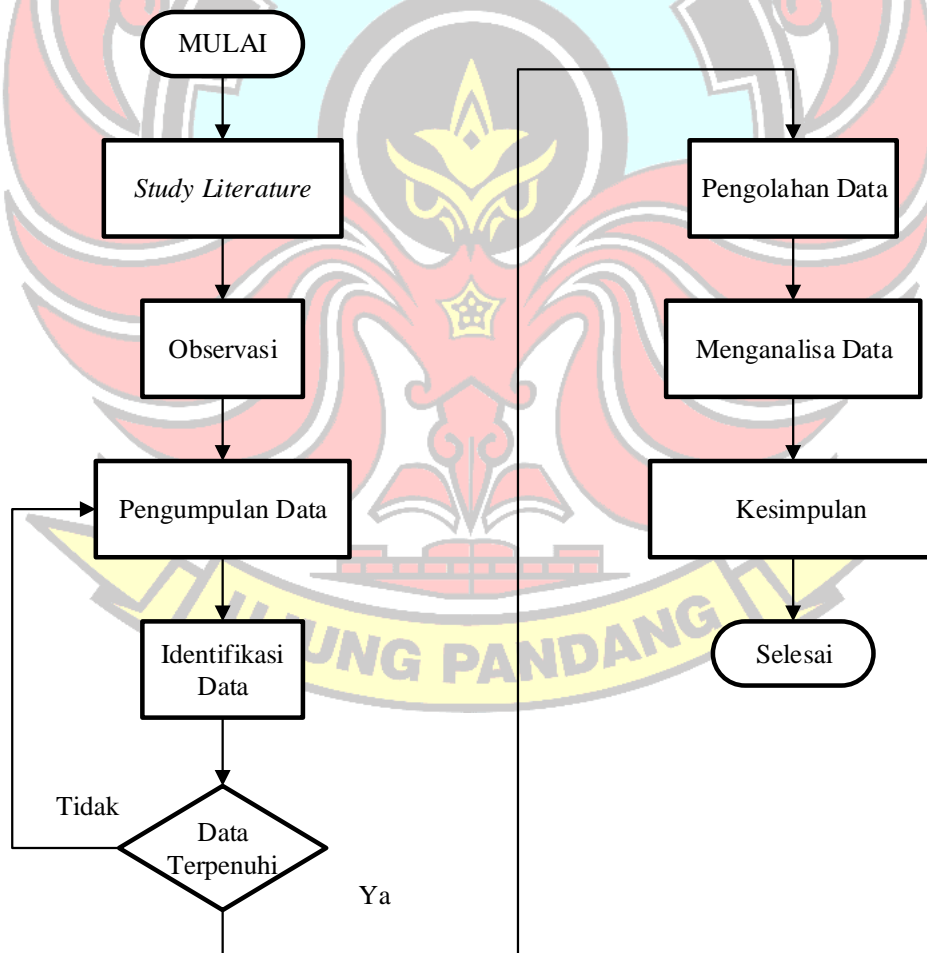 MULAI
Study Literature
Observasi
Pengumpulan Data
Identifikasi
Data
Data
Terpenuhi
Tidak
Ya
Pengolahan Data
Menganalisa Data
Kesimpulan
Selesai
UJUNG PANDANG